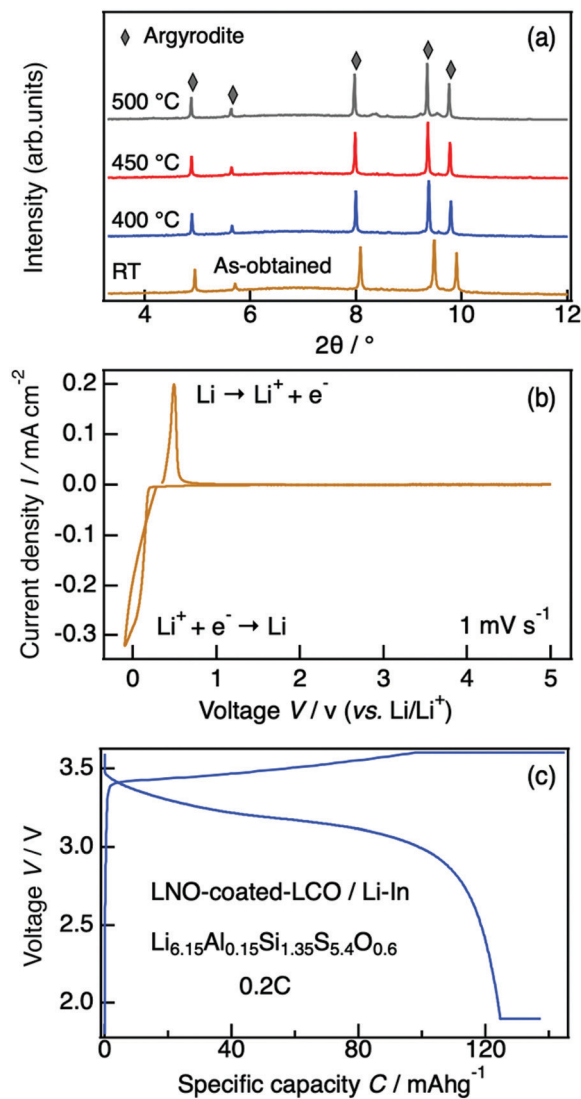 Argyrodite
(a)
500 °C
450 °C
400 °C
RT
As-obtained
Intensity (arb.units)
4
6
8
10
12
2θ / °
0.2
0.1
0.0
-0.1
-0.2
-0.3
Li → Li⁺ + e⁻
(b)
Li⁺ + e⁻ → Li
1 mV s⁻¹
Current density I / mA cm⁻²
0
1
2
3
4
5
Voltage V / v (vs. Li/Li⁺)
3.5
3.0
2.5
2.0
(c)
LNO-coated-LCO / Li-In
Li₆.₁₅Al₀.₁₅Si₁.₃₅S₅.₄O₀.₆
0.2C
Voltage V / V
0
40
80
120
Specific capacity C / mAhg⁻¹